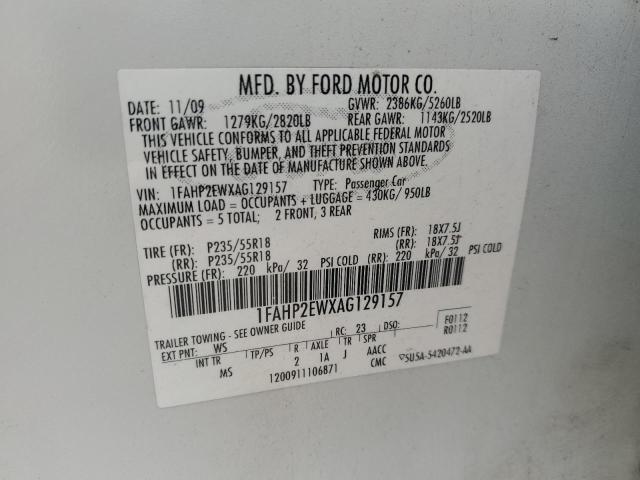 MFD. BY FORD MOTOR CO.
DATE: 11/09 GVWR: 2386KG/5260LB
FRONT GAWR: 1279KG/2820LB REAR GAWR: 1143KG/2520LB
THIS VEHICLE CONFORMS TO ALL APPLICABLE FEDERAL MOTOR
VEHICLE SAFETY, BUMPER, AND THEFT PREVENTION STANDARDS
IN EFFECT ON THE DATE OF MANUFACTURE SHOWN ABOVE.
VIN: 1FAHP2EWXAG129157 TYPE: Passenger Car
MAXIMUM LOAD = OCCUPANTS + LUGGAGE = 430KG/ 950LB
OCCUPANTS = 5 TOTAL; 2 FRONT, 3 REAR
TIRE (FR): P235/55R18 RIMS (FR): 18X7.5J
(RR): P235/55R18 (RR): 18X7.5J
PRESSURE (FR): 220 kPa/ 32 PSI COLD (RR): 220 kPa/ 32 PSI COLD
1FAHP2EWXAG129157
TRAILER TOWING - SEE OWNER GUIDE
EXT PNT: WS RC: 23 DSO: F0112
R0112
INT TR TP/PS R AXLE TR SPR
MS 2 1A J AACC
CMC
1200911106871 5U5A-5420472-AA